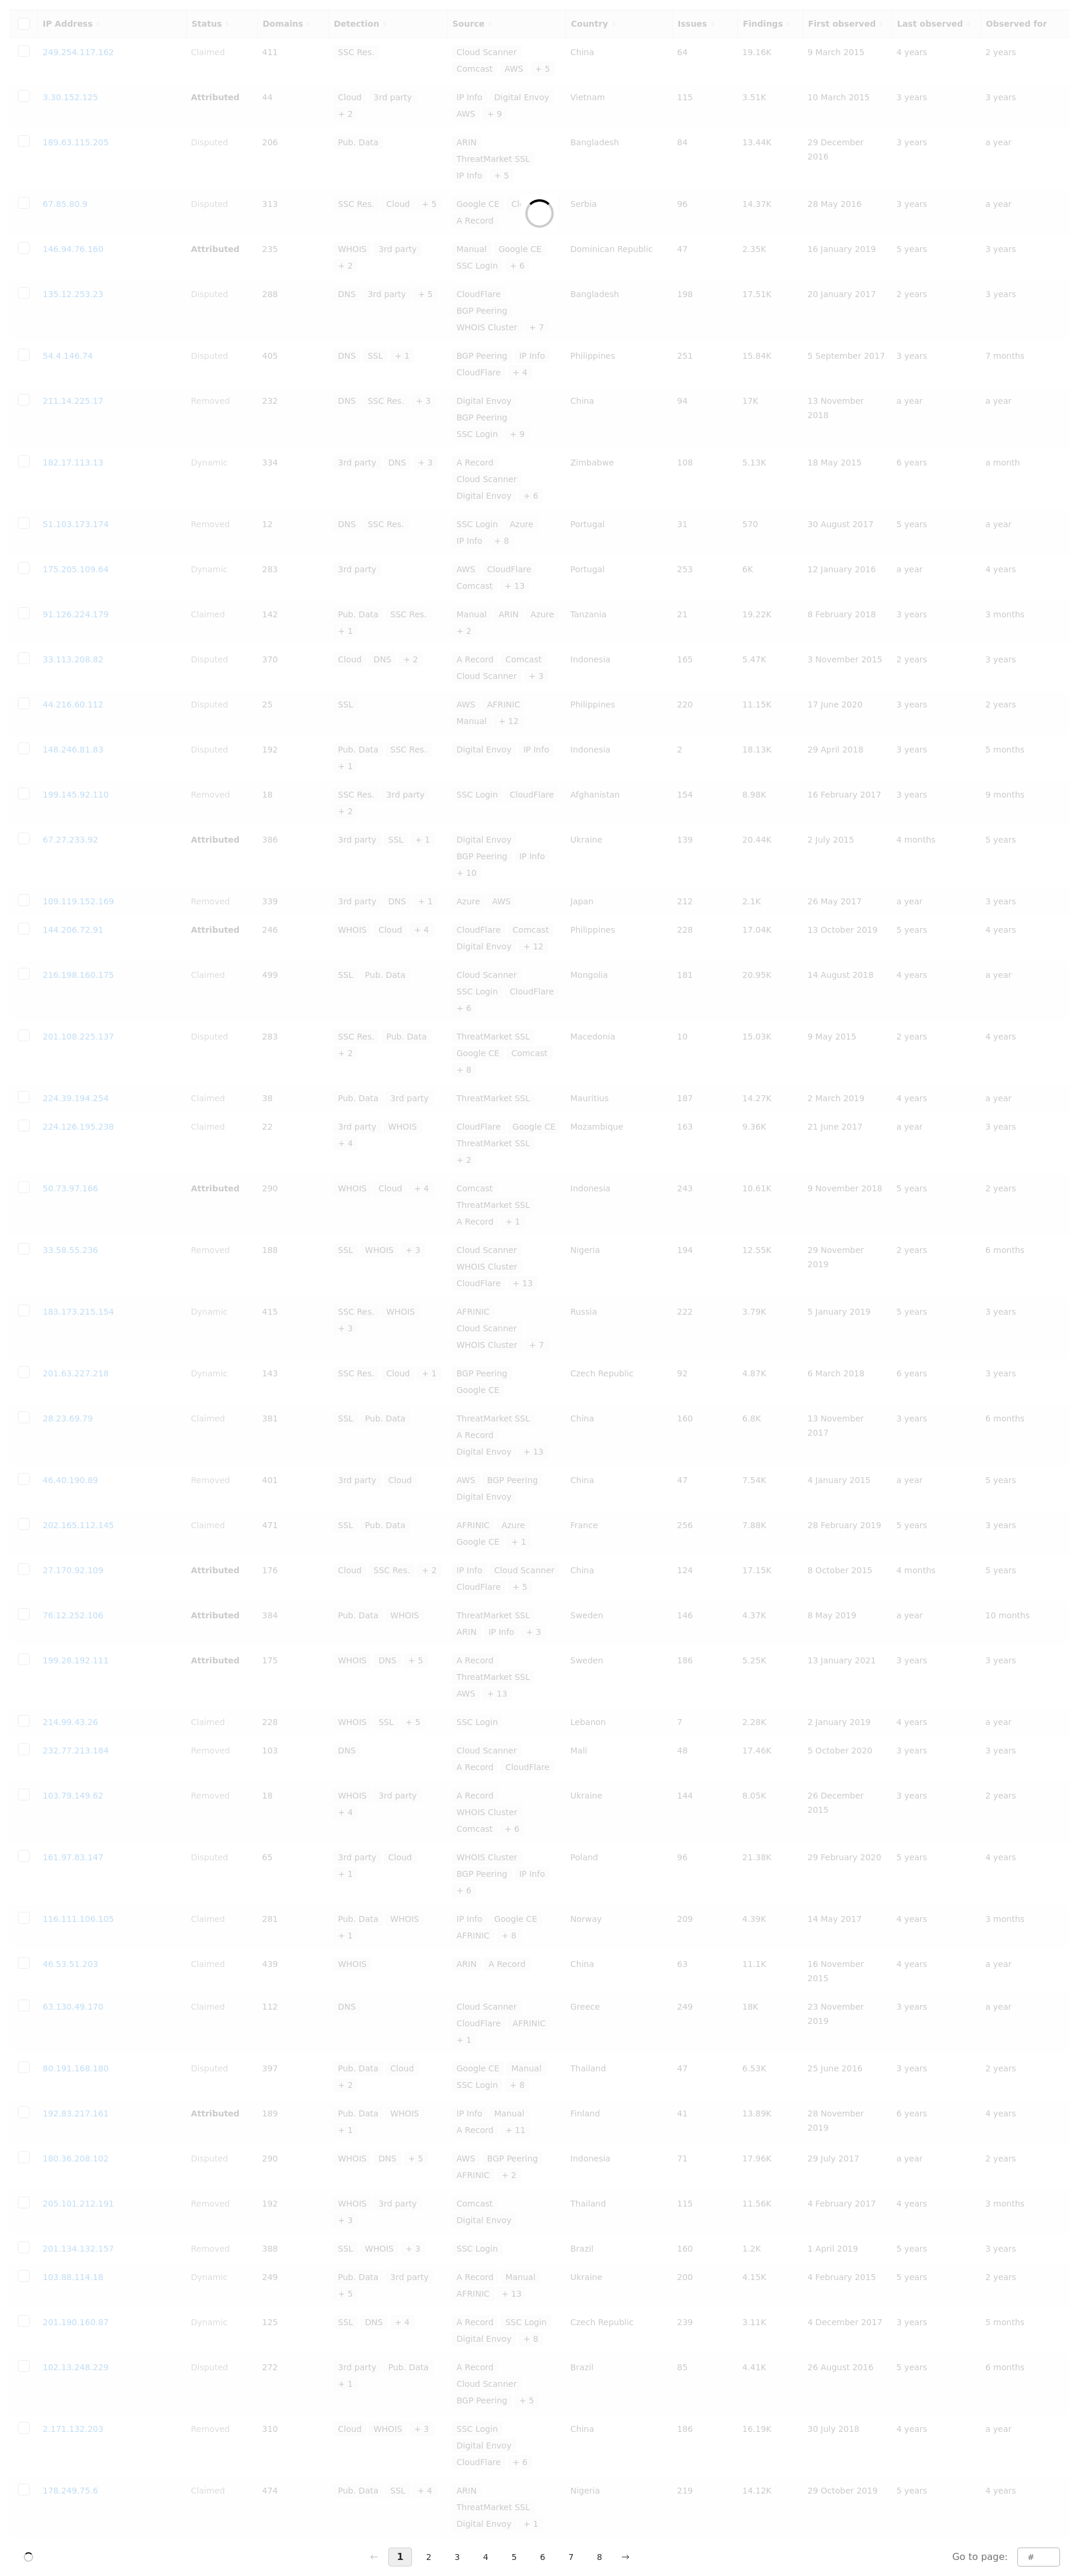 IP Address Status Domains Detection Source Country Issues Findings First observed Last observed Observed for
249.254.117.162 Claimed 411 SSC Res. Cloud Scanner China 64 19.16K 9 March 2015 4 years 2 years
Comcast AWS + 5
3.30.152.125 Attributed 44 Cloud 3rd party IP Info Digital Envoy Vietnam 115 3.51K 10 March 2015 3 years 3 years
+ 2 AWS + 9
189.63.115.205 Disputed 206 Pub. Data ARIN Bangladesh 84 13.44K 29 December 3 years a year
ThreatMarket SSL 2016
IP Info + 5
67.85.80.9 Disputed 313 SSC Res. Cloud + 5 Google CE Serbia 96 14.37K 28 May 2016 3 years a year
A Record
146.94.76.160 Attributed 235 WHOIS 3rd party Manual Google CE Dominican Republic 47 2.35K 16 January 2019 5 years 3 years
+ 2 SSC Login + 6
135.12.253.23 Disputed 288 DNS 3rd party + 5 CloudFlare Bangladesh 198 17.51K 20 January 2017 2 years 3 years
BGP Peering
WHOIS Cluster + 7
54.4.146.74 Disputed 405 DNS SSL + 1 BGP Peering IP Info Philippines 251 15.84K 5 September 2017 3 years 7 months
CloudFlare + 4
211.14.225.17 Removed 232 DNS SSC Res. + 3 Digital Envoy China 94 17K 13 November a year a year
BGP Peering 2018
SSC Login + 9
182.17.113.13 Dynamic 334 3rd party DNS + 3 A Record Zimbabwe 108 5.13K 18 May 2015 6 years a month
Cloud Scanner
Digital Envoy + 6
51.103.173.174 Removed 12 DNS SSC Res. SSC Login Azure Portugal 31 570 30 August 2017 5 years a year
IP Info + 8
175.205.109.64 Dynamic 283 3rd party AWS CloudFlare Portugal 253 6K 12 January 2016 a year 4 years
Comcast + 13
91.126.224.179 Claimed 142 Pub. Data SSC Res. Manual ARIN Azure Tanzania 21 19.22K 8 February 2018 3 years 3 months
+ 1 + 2
33.113.208.82 Disputed 370 Cloud DNS + 2 A Record Comcast Indonesia 165 5.47K 3 November 2015 2 years 3 years
Cloud Scanner + 3
44.216.60.112 Disputed 25 SSL AWS AFRINIC Philippines 220 11.15K 17 June 2020 3 years 2 years
Manual + 12
148.246.81.83 Disputed 192 Pub. Data SSC Res. Digital Envoy IP Info Indonesia 2 18.13K 29 April 2018 3 years 5 months
+ 1
199.145.92.110 Removed 18 SSC Res. 3rd party SSC Login CloudFlare Afghanistan 154 8.98K 16 February 2017 3 years 9 months
+ 2
67.27.233.92 Attributed 386 3rd party SSL + 1 Digital Envoy Ukraine 139 20.44K 2 July 2015 4 months 5 years
BGP Peering IP Info
+ 10
109.119.152.169 Removed 339 3rd party DNS + 1 Azure AWS Japan 212 2.1K 26 May 2017 a year 3 years
144.206.72.91 Attributed 246 WHOIS Cloud + 4 CloudFlare Comcast Philippines 228 17.04K 13 October 2019 5 years 4 years
Digital Envoy + 12
216.198.160.175 Claimed 499 SSL Pub. Data Cloud Scanner Mongolia 181 20.95K 14 August 2018 4 years a year
SSC Login CloudFlare
+ 6
201.108.225.137 Disputed 283 SSC Res. Pub. Data ThreatMarket SSL Macedonia 10 15.03K 9 May 2015 2 years 4 years
+ 2 Google CE Comcast
+ 8
224.39.194.254 Claimed 38 Pub. Data 3rd party ThreatMarket SSL Mauritius 187 14.27K 2 March 2019 4 years a year
224.126.195.238 Claimed 22 3rd party WHOIS CloudFlare Google CE Mozambique 163 9.36K 21 June 2017 a year 3 years
+ 4 ThreatMarket SSL
+ 2
50.73.97.166 Attributed 290 WHOIS Cloud + 4 Comcast Indonesia 243 10.61K 9 November 2018 5 years 2 years
ThreatMarket SSL
A Record + 1
33.58.55.236 Removed 188 SSL WHOIS + 3 Cloud Scanner Nigeria 194 12.55K 29 November 2 years 6 months
WHOIS Cluster 2019
CloudFlare + 13
183.173.215.154 Dynamic 415 SSC Res. WHOIS AFRINIC Russia 222 3.79K 5 January 2019 5 years 3 years
+ 3 Cloud Scanner
WHOIS Cluster + 7
201.63.227.218 Dynamic 143 SSC Res. Cloud + 1 BGP Peering Czech Republic 92 4.87K 6 March 2018 6 years 3 years
Google CE
28.23.69.79 Claimed 381 SSL Pub. Data ThreatMarket SSL China 160 6.8K 13 November 3 years 6 months
A Record 2017
Digital Envoy + 13
46.40.190.89 Removed 401 3rd party Cloud AWS BGP Peering China 47 7.54K 4 January 2015 a year 5 years
Digital Envoy
202.165.112.145 Claimed 471 SSL Pub. Data AFRINIC Azure France 256 7.88K 28 February 2019 5 years 3 years
Google CE + 1
27.170.92.109 Attributed 176 Cloud SSC Res. + 2 IP Info Cloud Scanner China 124 17.15K 8 October 2015 4 months 5 years
CloudFlare + 5
76.12.252.106 Attributed 384 Pub. Data WHOIS ThreatMarket SSL Sweden 146 4.37K 8 May 2019 a year 10 months
ARIN IP Info + 3
199.28.192.111 Attributed 175 WHOIS DNS + 5 A Record Sweden 186 5.25K 13 January 2021 3 years 3 years
ThreatMarket SSL
AWS + 13
214.99.43.26 Claimed 228 WHOIS SSL + 5 SSC Login Lebanon 7 2.28K 2 January 2019 4 years a year
232.77.213.184 Removed 103 DNS Cloud Scanner Mali 48 17.46K 5 October 2020 3 years 3 years
A Record CloudFlare
103.79.149.62 Removed 18 WHOIS 3rd party A Record Ukraine 144 8.05K 26 December 3 years 2 years
+ 4 WHOIS Cluster 2015
Comcast + 6
161.97.83.147 Disputed 65 3rd party Cloud WHOIS Cluster Poland 96 21.38K 29 February 2020 5 years 4 years
+ 1 BGP Peering IP Info
+ 6
116.111.106.105 Claimed 281 Pub. Data WHOIS IP Info Google CE Norway 209 4.39K 14 May 2017 4 years 3 months
+ 1 AFRINIC + 8
46.53.51.203 Claimed 439 WHOIS ARIN A Record China 63 11.1K 16 November 4 years a year
2015
63.130.49.170 Claimed 112 DNS Cloud Scanner Greece 249 18K 23 November 3 years a year
CloudFlare AFRINIC 2019
+ 1
80.191.168.180 Disputed 397 Pub. Data Cloud Google CE Manual Thailand 47 6.53K 25 June 2016 3 years 2 years
+ 2 SSC Login + 8
192.83.217.161 Attributed 189 Pub. Data WHOIS IP Info Manual Finland 41 13.89K 28 November 6 years 4 years
+ 1 A Record + 11 2019
180.36.208.102 Disputed 290 WHOIS DNS + 5 AWS BGP Peering Indonesia 71 17.96K 29 July 2017 a year 2 years
AFRINIC + 2
205.101.212.191 Removed 192 WHOIS 3rd party Comcast Thailand 115 11.56K 4 February 2017 4 years 3 months
+ 3 Digital Envoy
201.134.132.157 Removed 388 SSL WHOIS + 3 SSC Login Brazil 160 1.2K 1 April 2019 5 years 3 years
103.88.114.18 Dynamic 249 Pub. Data 3rd party A Record Manual Ukraine 200 4.15K 4 February 2015 5 years 2 years
+ 5 AFRINIC + 13
201.190.160.87 Dynamic 125 SSL DNS + 4 A Record SSC Login Czech Republic 239 3.11K 4 December 2017 3 years 5 months
Digital Envoy + 8
102.13.248.229 Disputed 272 3rd party Pub. Data A Record Brazil 85 4.41K 26 August 2016 5 years 6 months
+ 1 Cloud Scanner
BGP Peering + 5
2.171.132.203 Removed 310 Cloud WHOIS + 3 SSC Login China 186 16.19K 30 July 2018 4 years a year
Digital Envoy
CloudFlare + 6
178.249.75.6 Claimed 474 Pub. Data SSL + 4 ARIN Nigeria 219 14.12K 29 October 2019 5 years 4 years
ThreatMarket SSL
Digital Envoy + 1
← 1 2 3 4 5 6 7 8 → Go to page: #